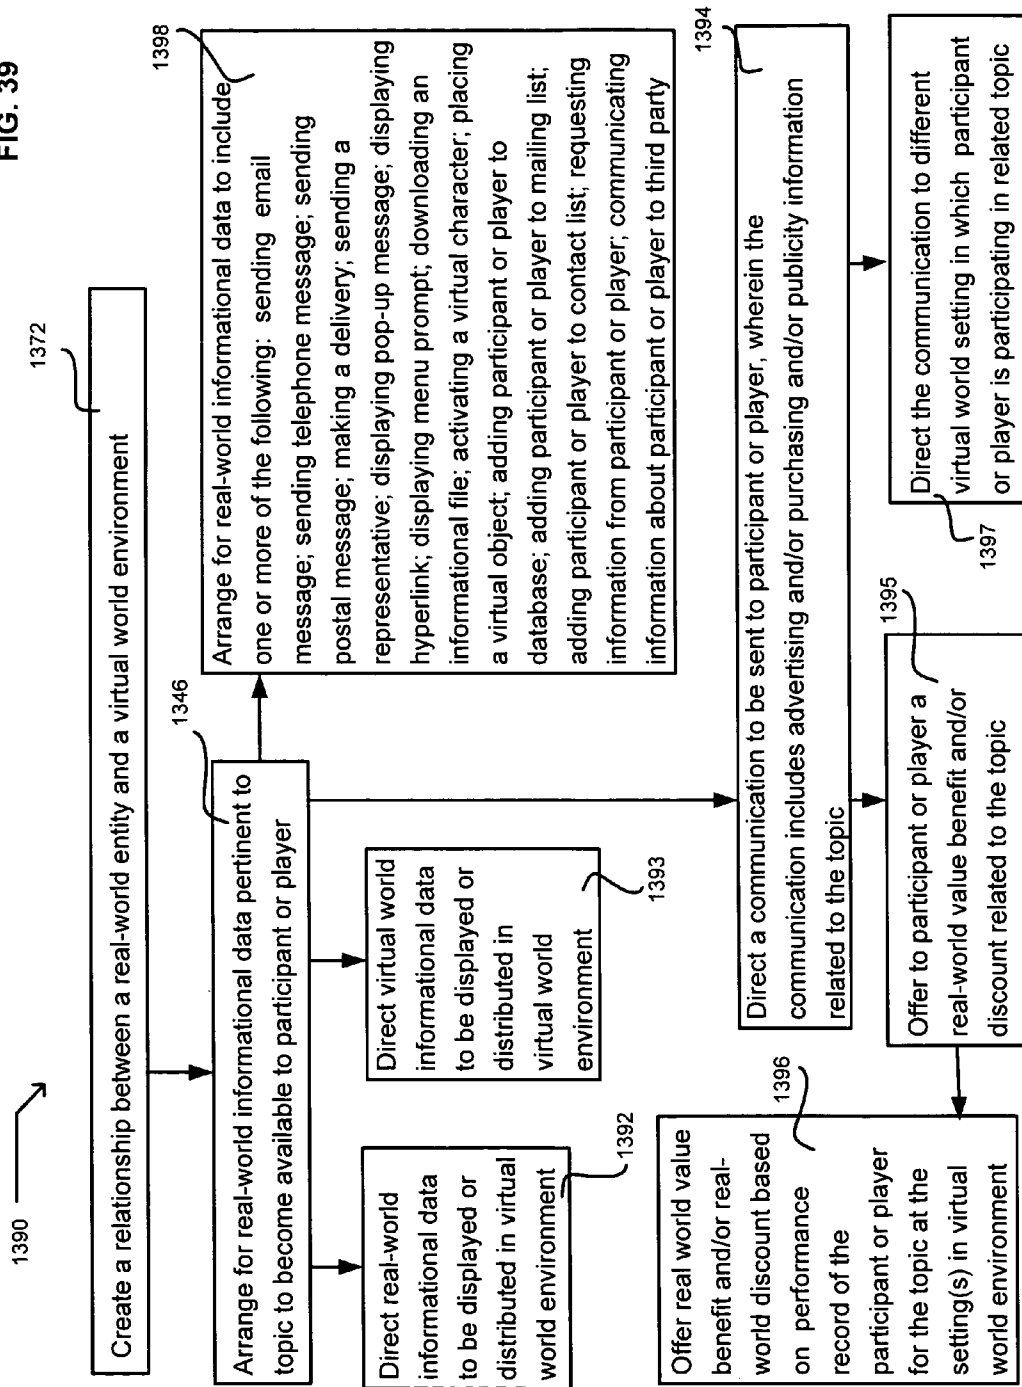 FIG. 39
1390
1372
Create a relationship between a real-world entity and a virtual world environment
1346
Arrange for real-world informational data pertinent to
topic to become available to participant or player
1398
Arrange for real-world informational data to include
one or more of the following: sending email
message; sending telephone message; sending
postal message; making a delivery; sending a
representative; displaying pop-up message; displaying
hyperlink; displaying menu prompt; downloading an
informational file; activating a virtual character; placing
a virtual object; adding participant or player to
database; adding participant or player to mailing list;
adding participant or player to contact list; requesting
information from participant or player; communicating
information about participant or player to third party
Direct real-world
informational data
to be displayed or
distributed in virtual
world environment
1392
Direct virtual world
informational data
to be displayed or
distributed in
virtual world
environment
1393
1394
Direct a communication to be sent to participant or player, wherein the
communication includes advertising and/or purchasing and/or publicity information
related to the topic
Offer real world value
benefit and/or real-
world discount based
on performance
record of the
participant or player
for the topic at the
setting(s) in virtual
world environment
1396
1395
Offer to participant or player a
real-world value benefit and/or
discount related to the topic
Direct the communication to different
virtual world setting in which participant
or player is participating in related topic
1397